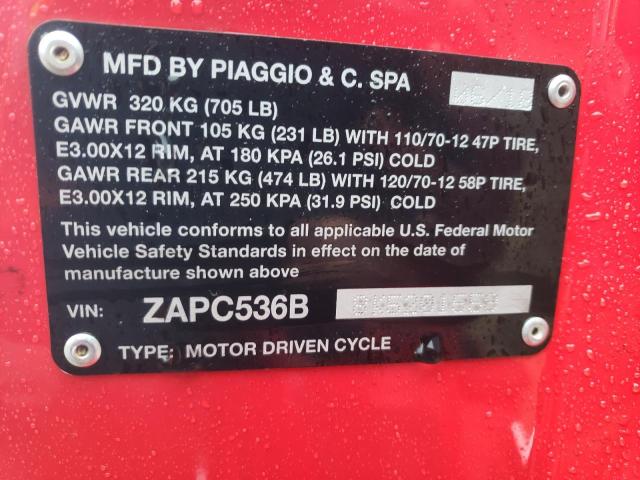 MFD BY PIAGGIO & C. SPA
GVWR 320 KG (705 LB)
GAWR FRONT 105 KG (231 LB) WITH 110/70-12 47P TIRE,
E3.00X12 RIM, AT 180 KPA (26.1 PSI) COLD
GAWR REAR 215 KG (474 LB) WITH 120/70-12 58P TIRE,
E3.00X12 RIM, AT 250 KPA (31.9 PSI) COLD
This vehicle conforms to all applicable U.S. Federal Motor
Vehicle Safety Standards in effect on the date of
manufacture shown above
VIN: ZAPC536B
TYPE: MOTOR DRIVEN CYCLE